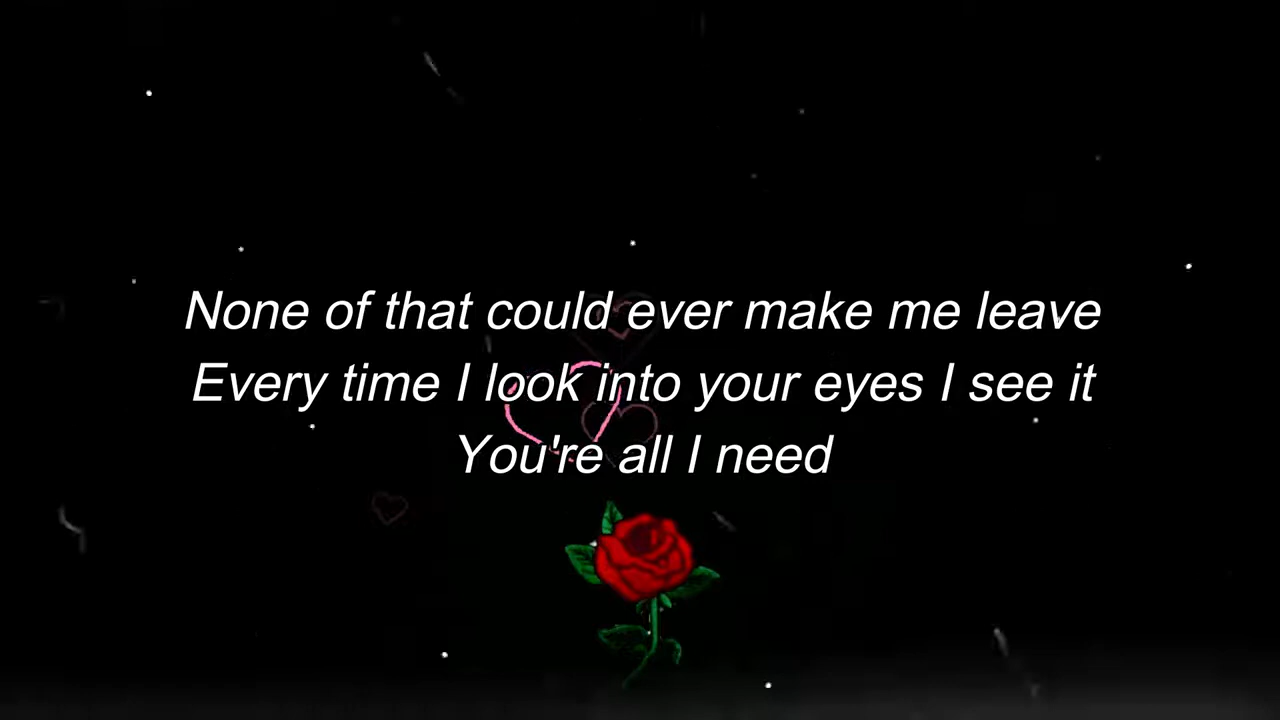 None of that could ever make me leave
Every time I look into your eyes I see it
You're all I need